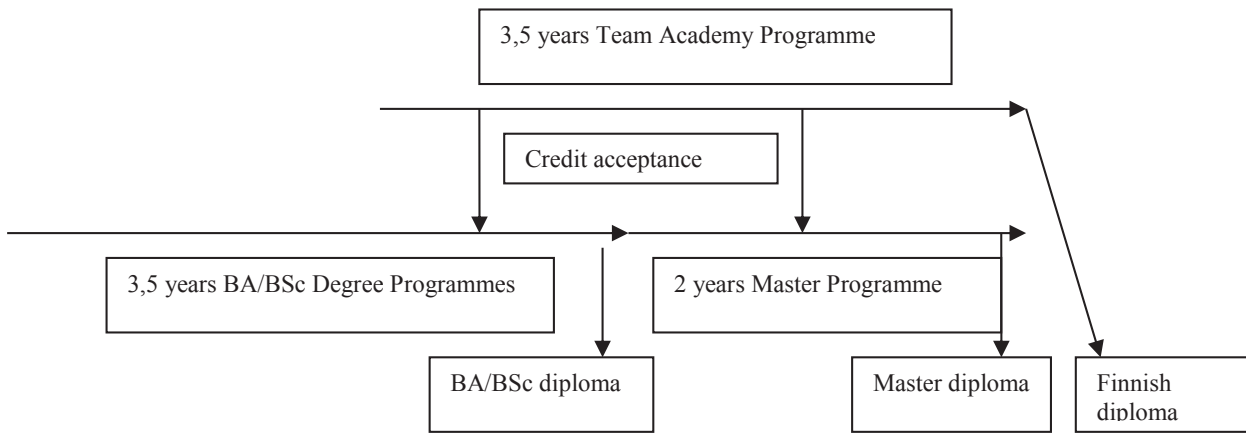 3,5 years Team Academy Programme
Credit acceptance
3,5 years BA/BSc Degree Programmes
2 years Master Programme
BA/BSc diploma
Master diploma
Finnish
diploma